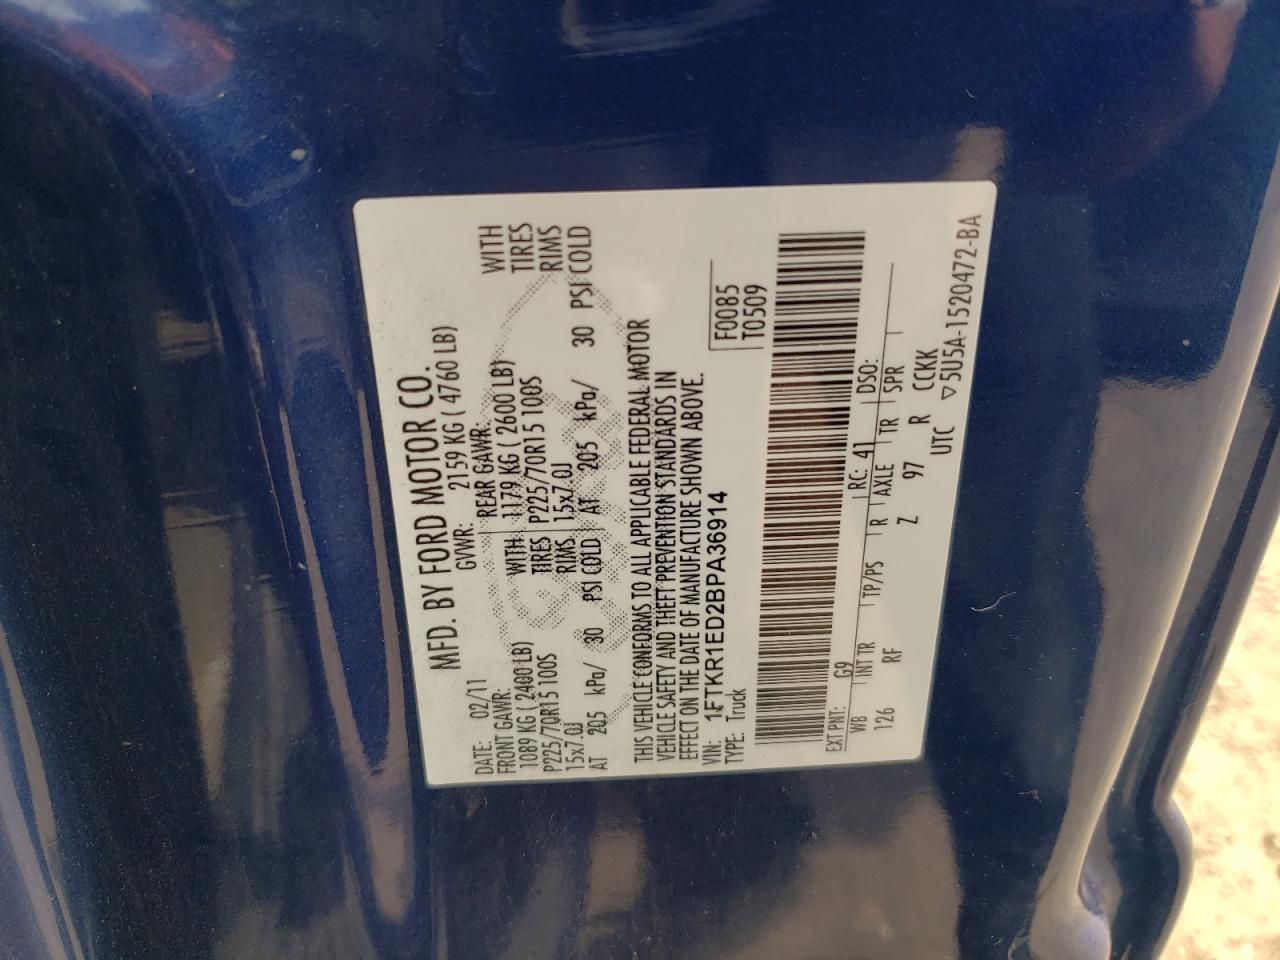 MFD. BY FORD MOTOR CO.
DATE: 02/11 GVWR: 2159 KG ( 4760 LB)
FRONT GAWR: REAR GAWR: WITH
1089 KG ( 2400 LB) WITH 1179 KG ( 2600 LB) TIRES
P225/70R15 100S TIRES P225/70R15 100S RIMS
15x7.0J RIMS 15x7.0J
AT 205 kPa/ 30 PSI COLD AT 205 kPa/ 30 PSI COLD
THIS VEHICLE CONFORMS TO ALL APPLICABLE FEDERAL MOTOR
VEHICLE SAFETY AND THEFT PREVENTION STANDARDS IN
EFFECT ON THE DATE OF MANUFACTURE SHOWN ABOVE.
VIN: 1FTKR1ED2BPA36914 F0085
TYPE: Truck T0509
EXT PNT: G9 RC: 41 DSO:
WB INT TR TP/PS R AXLE TR SPR
126 RF Z 97 R CCKK
UTC ▽5U5A-1520472-BA